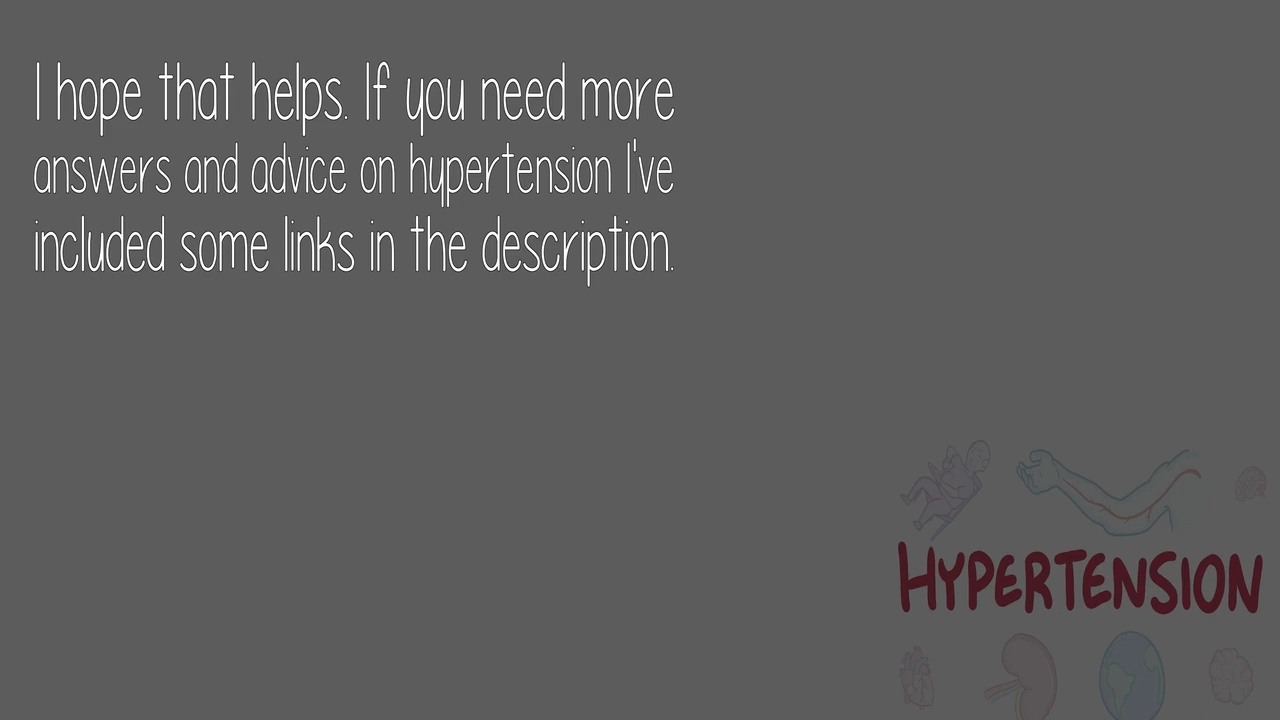 I hope that helps. If you need more
answers and advice on hypertension I've
included some links in the description.
HYPERTENSION